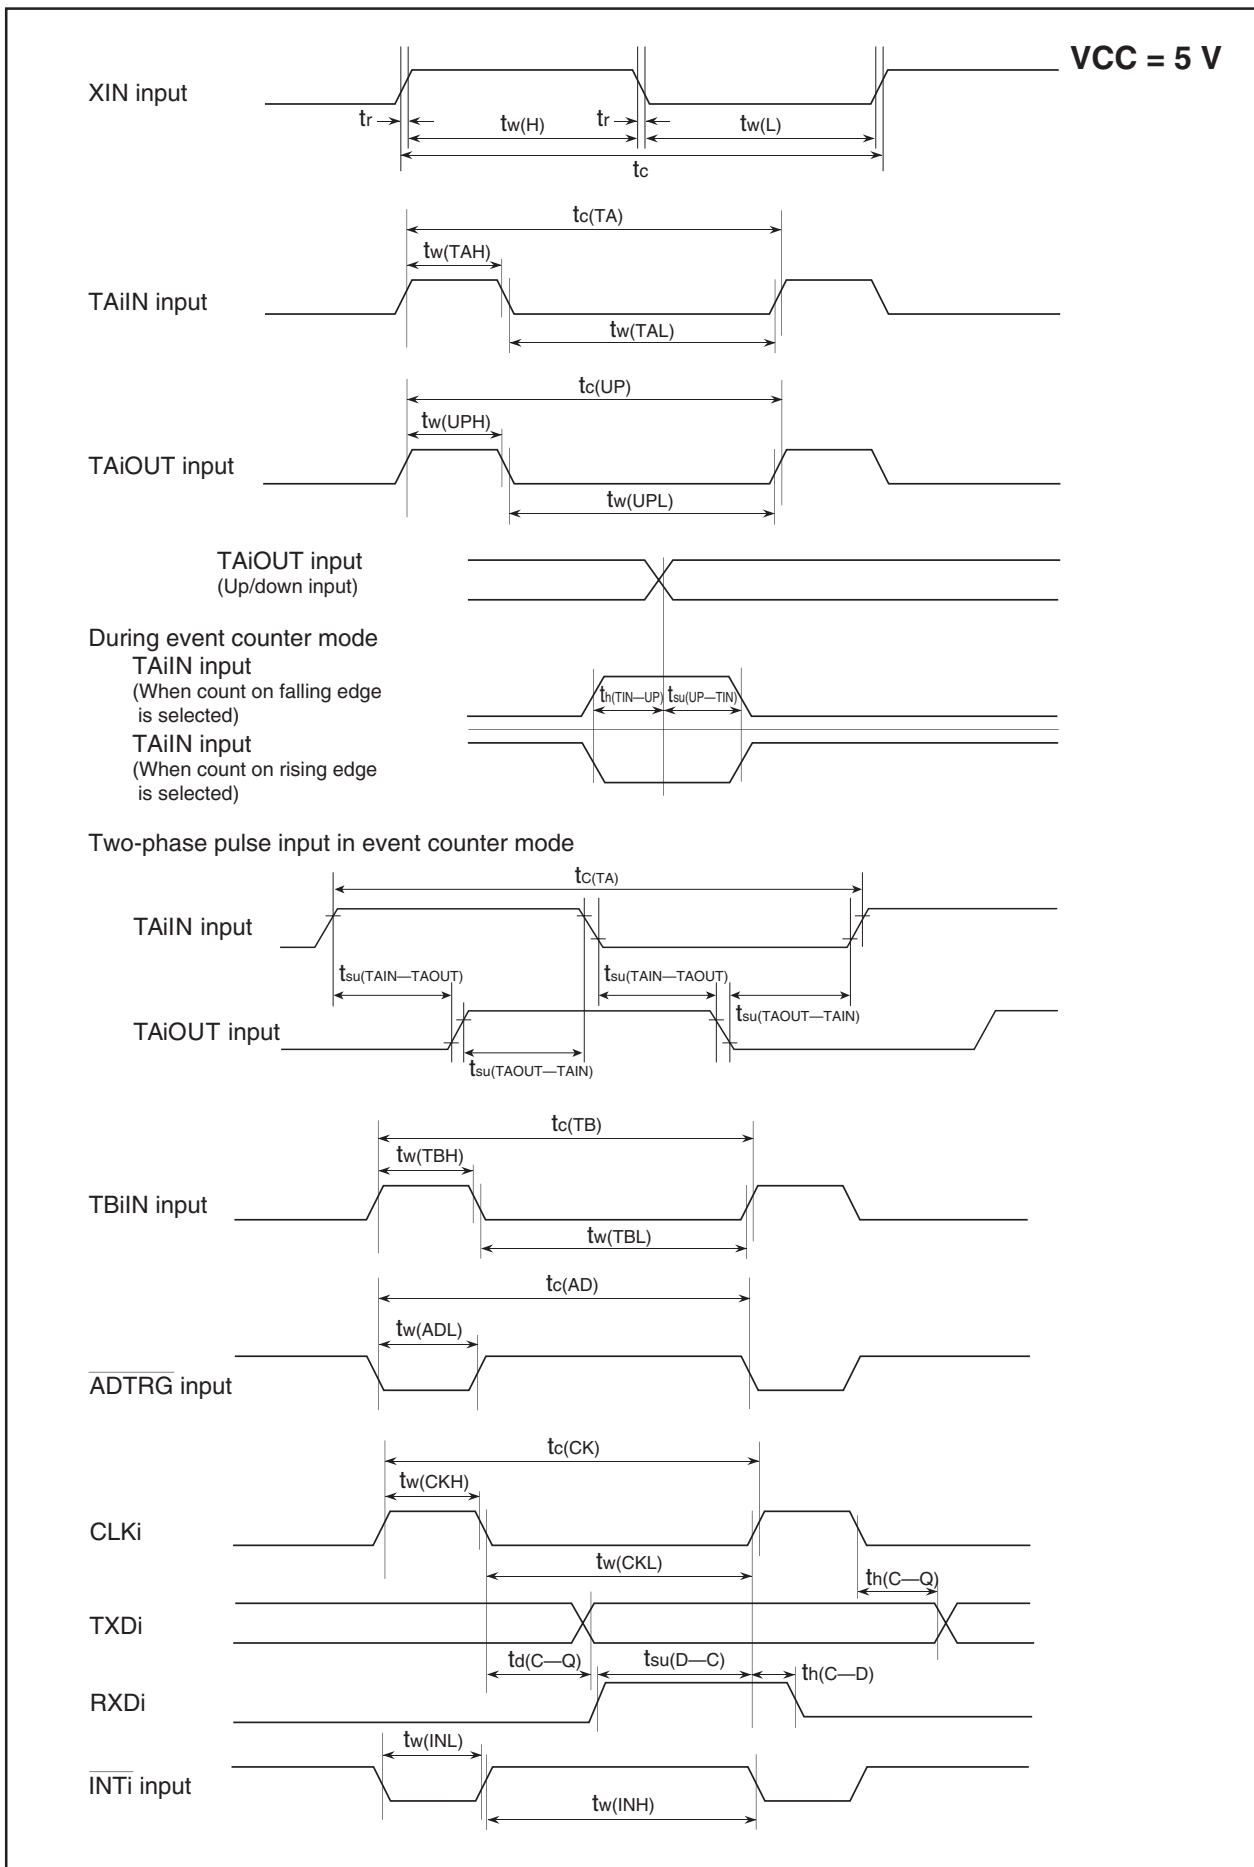 VCC = 5 V
XIN input
tr
tw(H)
tr
tw(L)
tc
tc(TA)
tw(TAH)
TAiIN input
tw(TAL)
tc(UP)
tw(UPH)
TAiOUT input
tw(UPL)
TAiOUT input
(Up/down input)
During event counter mode
TAiIN input
(When count on falling edge
is selected)
th(TIN—UP)
tsu(UP—TIN)
TAiIN input
(When count on rising edge
is selected)
Two-phase pulse input in event counter mode
tC(TA)
TAiIN input
tsu(TAIN—TAOUT)
tsu(TAIN—TAOUT)
tsu(TAOUT—TAIN)
TAiOUT input
tsu(TAOUT—TAIN)
tc(TB)
tw(TBH)
TBiIN input
tw(TBL)
tc(AD)
tw(ADL)
ADTRG input
tc(CK)
tw(CKH)
CLKi
tw(CKL)
th(C—Q)
TXDi
td(C—Q)
tsu(D—C)
th(C—D)
RXDi
tw(INL)
INTi input
tw(INH)